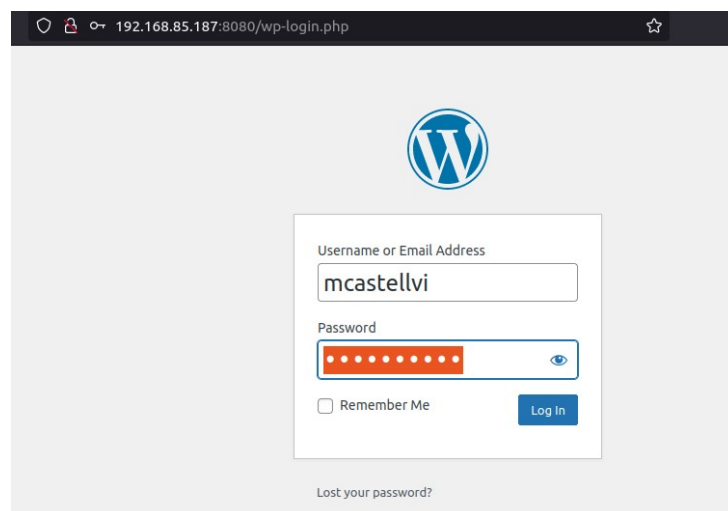 192.168.85.187:8080/wp-login.php
Username or Email Address
mcastellvi
Password
••••••••••
Remember Me
Log In
Lost your password?